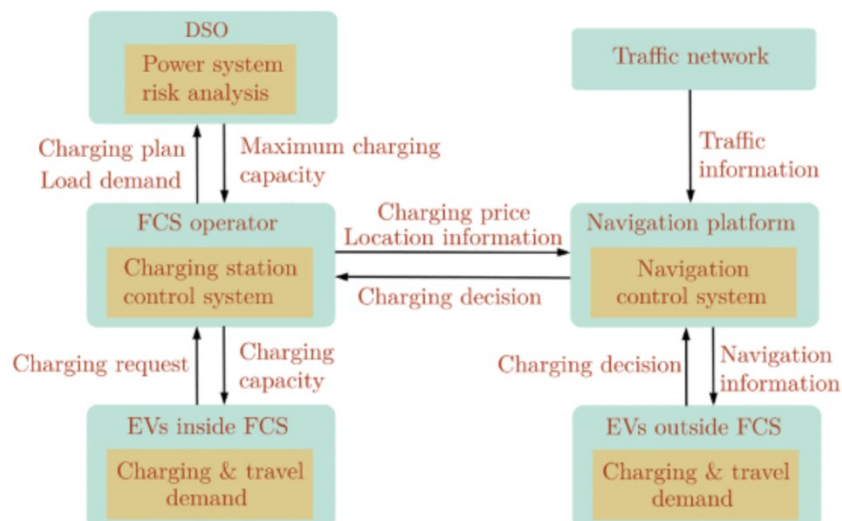 DSO
Power system
risk analysis
Traffic network
Charging plan
Load demand
Maximum charging
capacity
Traffic
information
FCS operator
Charging station
control system
Charging price
Location information
Charging decision
Navigation platform
Navigation
control system
Charging request
Charging
capacity
Charging decision
Navigation
information
EVs inside FCS
Charging & travel
demand
EVs outside FCS
Charging & travel
demand